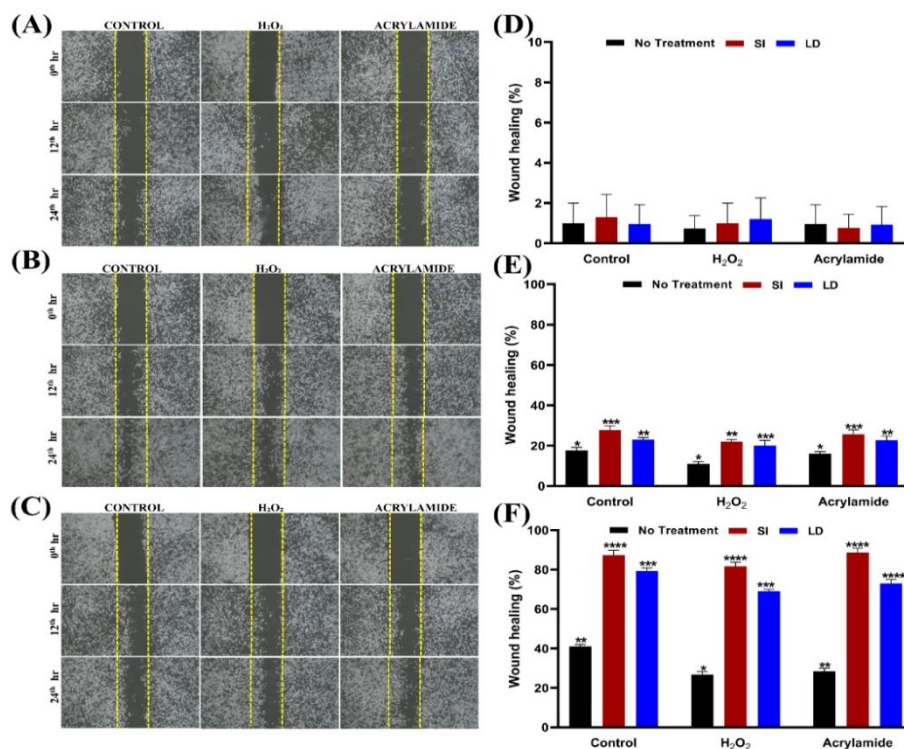 (A)
CONTROL H₂O₂ ACRYLAMIDE
0th hr
12th hr
24th hr
(B)
CONTROL H₂O₂ ACRYLAMIDE
0th hr
12th hr
24th hr
(C)
CONTROL H₂O₂ ACRYLAMIDE
0th hr
12th hr
24th hr
(D)
No Treatment SI LD
Wound healing (%)
10
8
6
4
2
0
Control H₂O₂ Acrylamide
(E)
No Treatment SI LD
Wound healing (%)
100
80
60
40
20
0
* *** ** * ** *** * *** **
Control H₂O₂ Acrylamide
(F)
No Treatment SI LD
Wound healing (%)
100
80
60
40
20
0
** **** *** * **** *** ** **** ****
Control H₂O₂ Acrylamide